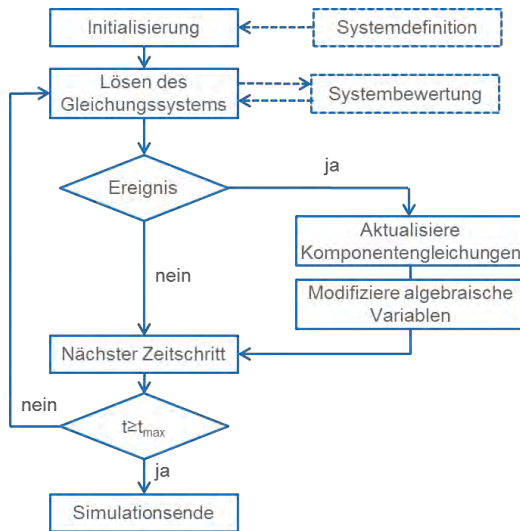 Initialisierung
Systemdefinition
Lösen des
Gleichungssystems
Systembewertung
Ereignis
ja
Aktualisiere
Komponentengleichungen
nein
Modifiziere algebraische
Variablen
Nächster Zeitschritt
nein
t≥tmax
ja
Simulationsende